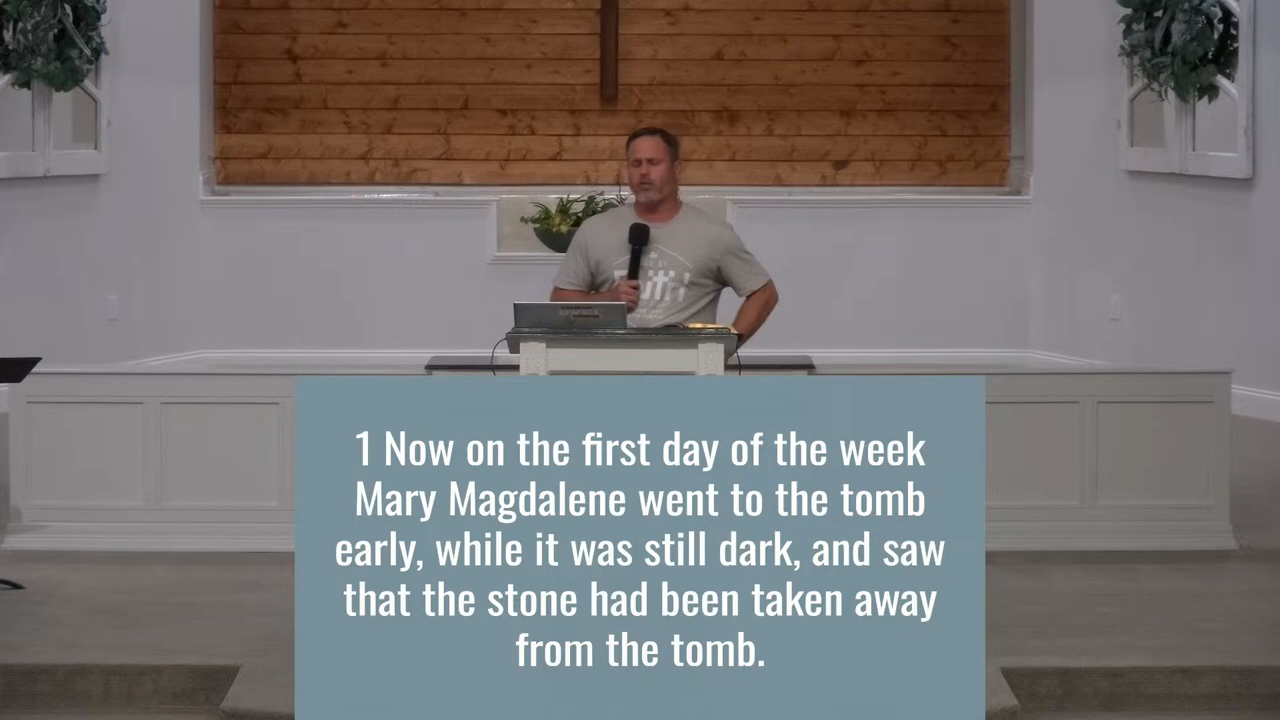 Faith
1 Now on the first day of the week
Mary Magdalene went to the tomb
early, while it was still dark, and saw
that the stone had been taken away
from the tomb.